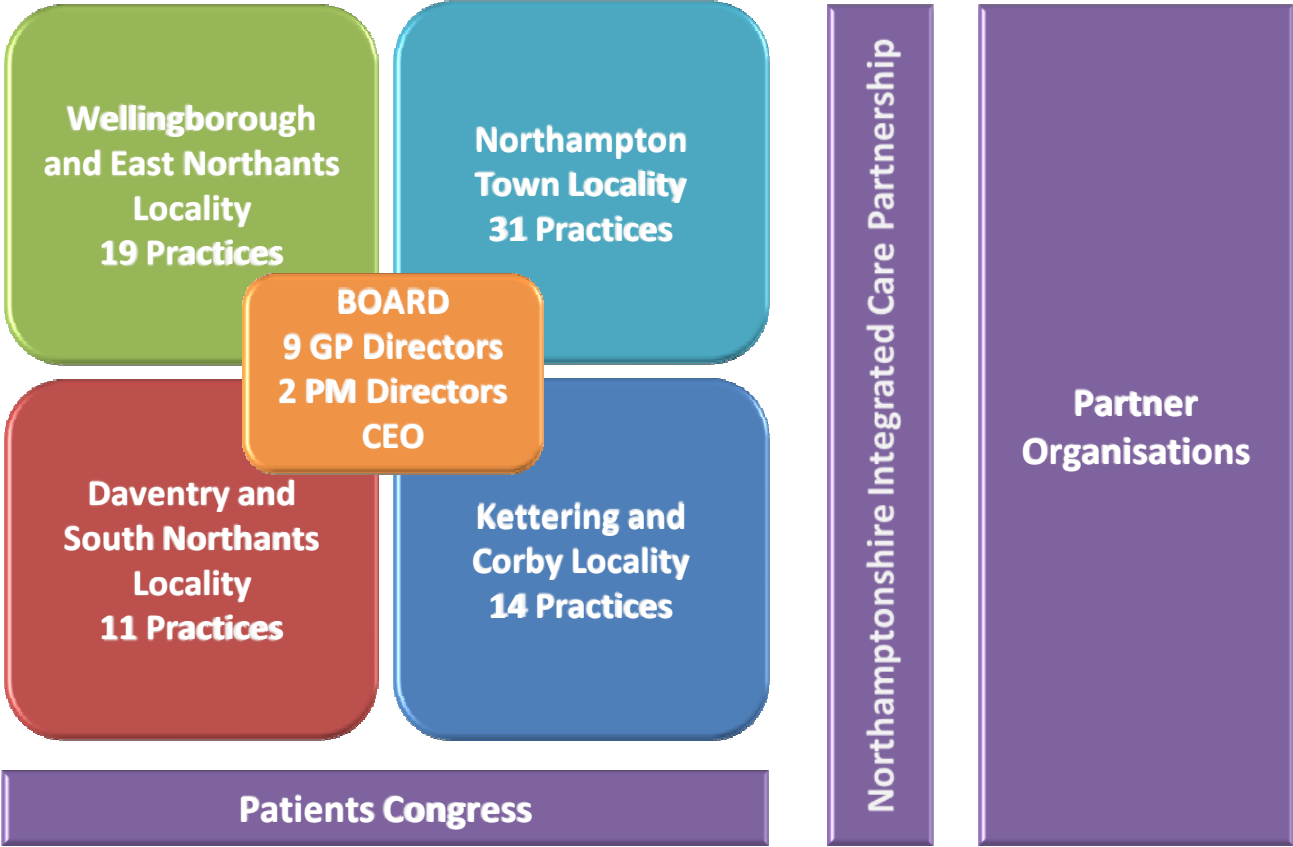 Wellingborough
and East Northants
Locality
19 Practices
Northampton
Town Locality
31 Practices
BOARD
9 GP Directors
2 PM Directors
CEO
Daventry and
South Northants
Locality
11 Practices
Kettering and
Corby Locality
14 Practices
Patients Congress
Northamptonshire Integrated Care Partnership
Partner
Organisations